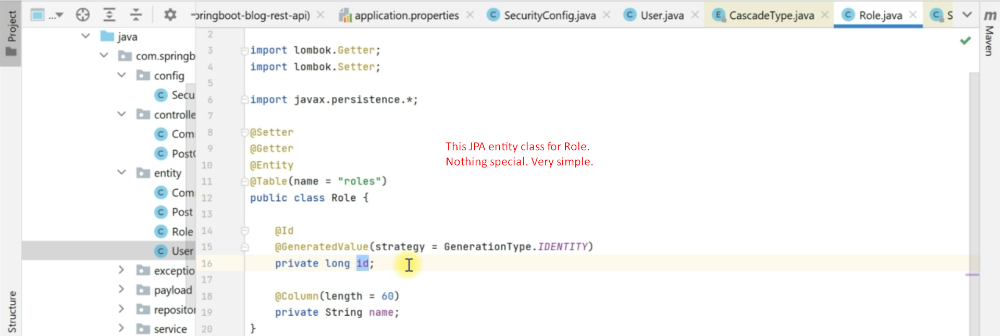 Project
...
pringboot-blog-rest-api)
application.properties
SecurityConfig.java
User.java
CascadeType.java
Role.java
S
m Maven
java
com.springb
config
Secu
controlle
Com
Post
entity
Com
Post
Role
User
exceptio
payload
repositor
service
Structure
2
3 import lombok.Getter;
4 import lombok.Setter;
5
6 import javax.persistence.*;
7
8 @Setter
9 @Getter
10 @Entity
11 @Table(name = "roles")
12 public class Role {
13
14 @Id
15 @GeneratedValue(strategy = GenerationType.IDENTITY)
16 private long id;
17
18 @Column(length = 60)
19 private String name;
20 }
This JPA entity class for Role.
Nothing special. Very simple.